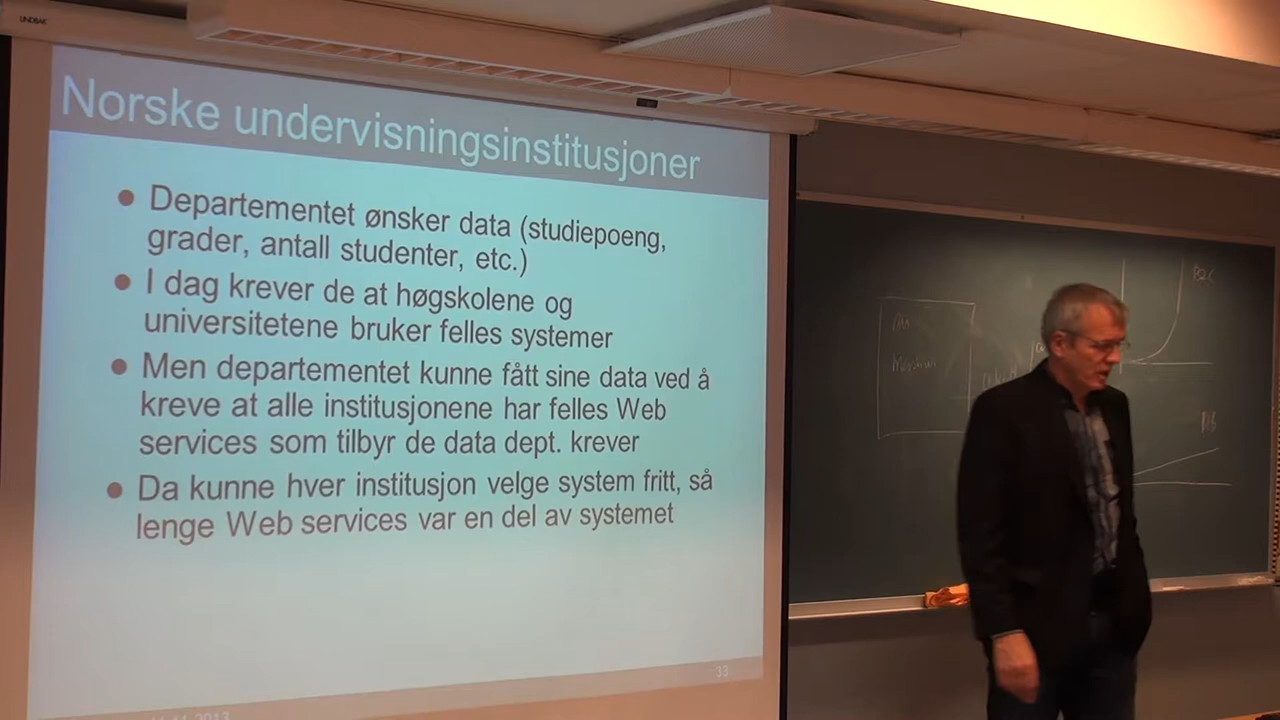 LINDBAK
Norske undervisningsinstitusjoner
● Departementet ønsker data (studiepoeng,
grader, antall studenter, etc.)
● I dag krever de at høgskolene og
universitetene bruker felles systemer
● Men departementet kunne fått sine data ved å
kreve at alle institusjonene har felles Web
services som tilbyr de data dept. krever
● Da kunne hver institusjon velge system fritt, så
lenge Web services var en del av systemet
33
B2C